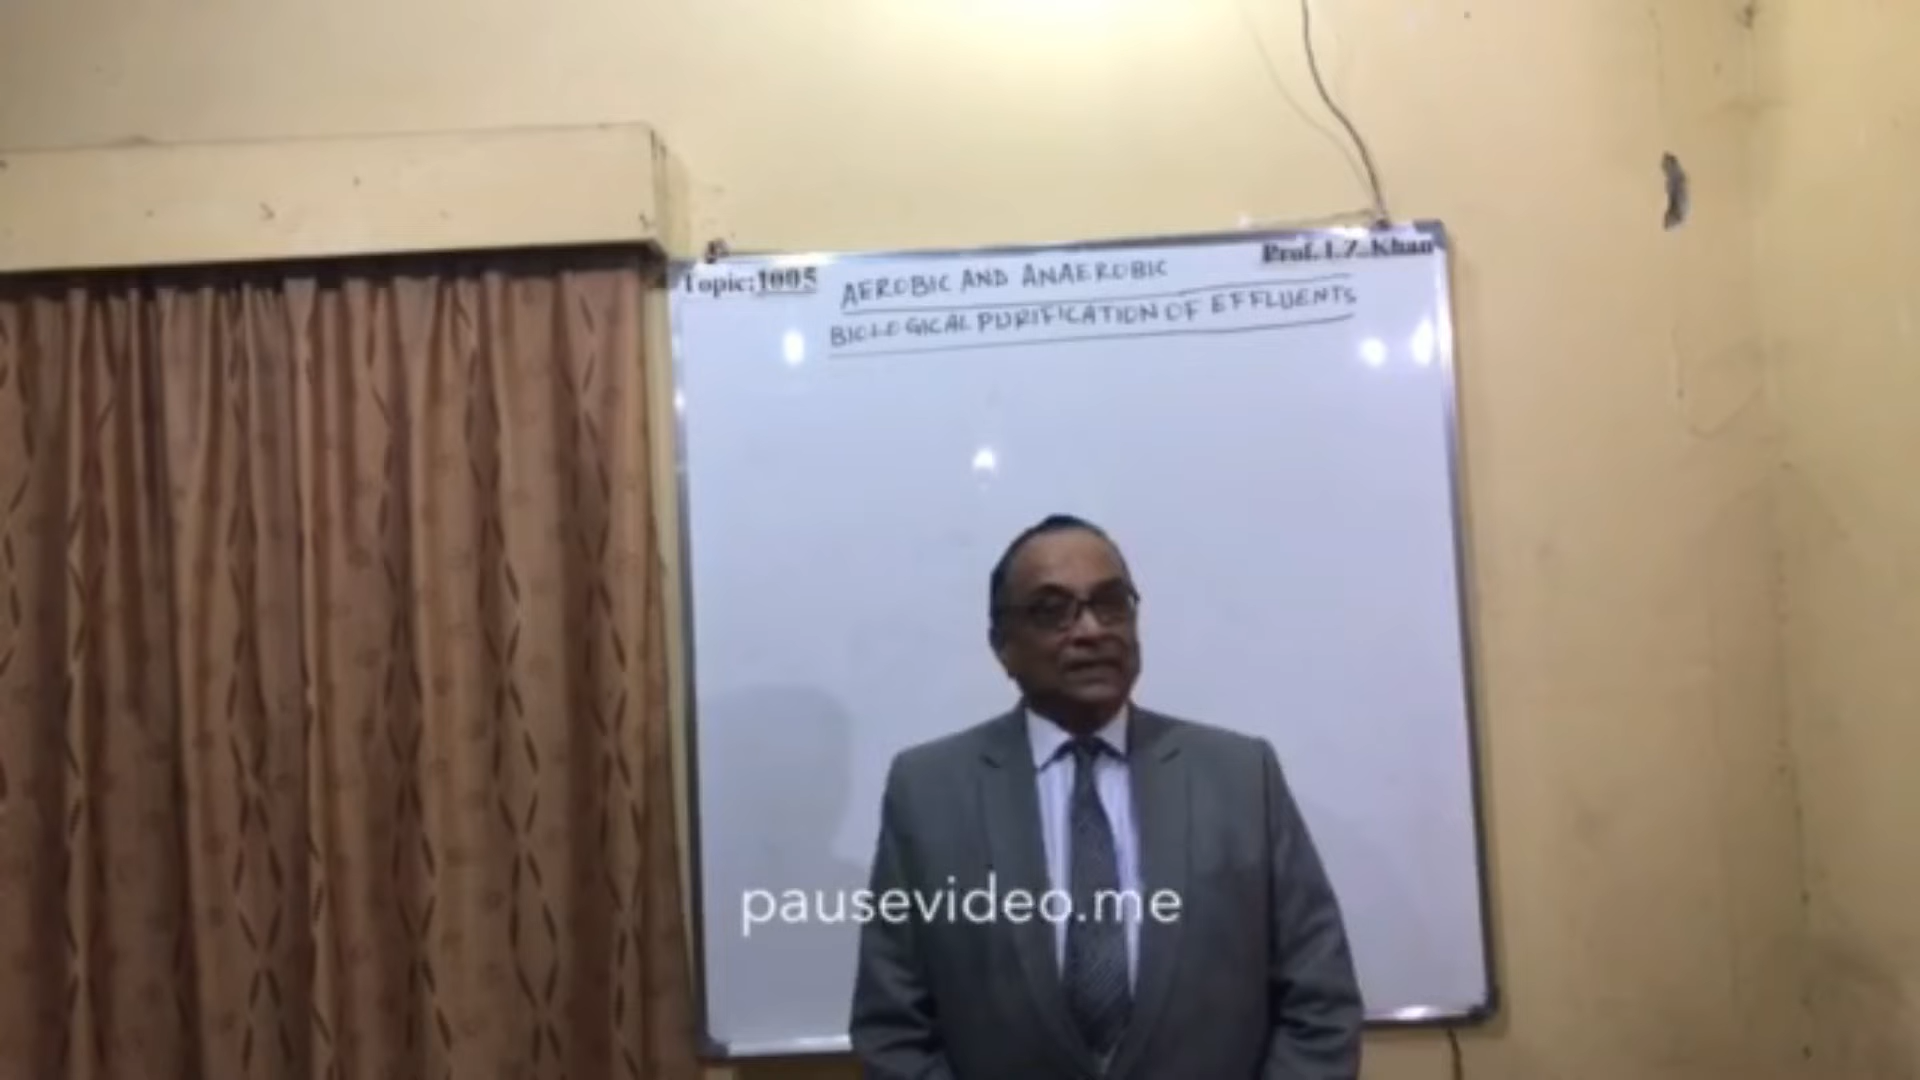 Topic:1005
AEROBIC AND ANAEROBIC
Prof. I.Z. Khan
BIOLOGICAL PURIFICATION OF EFFLUENTS
pausevideo.me